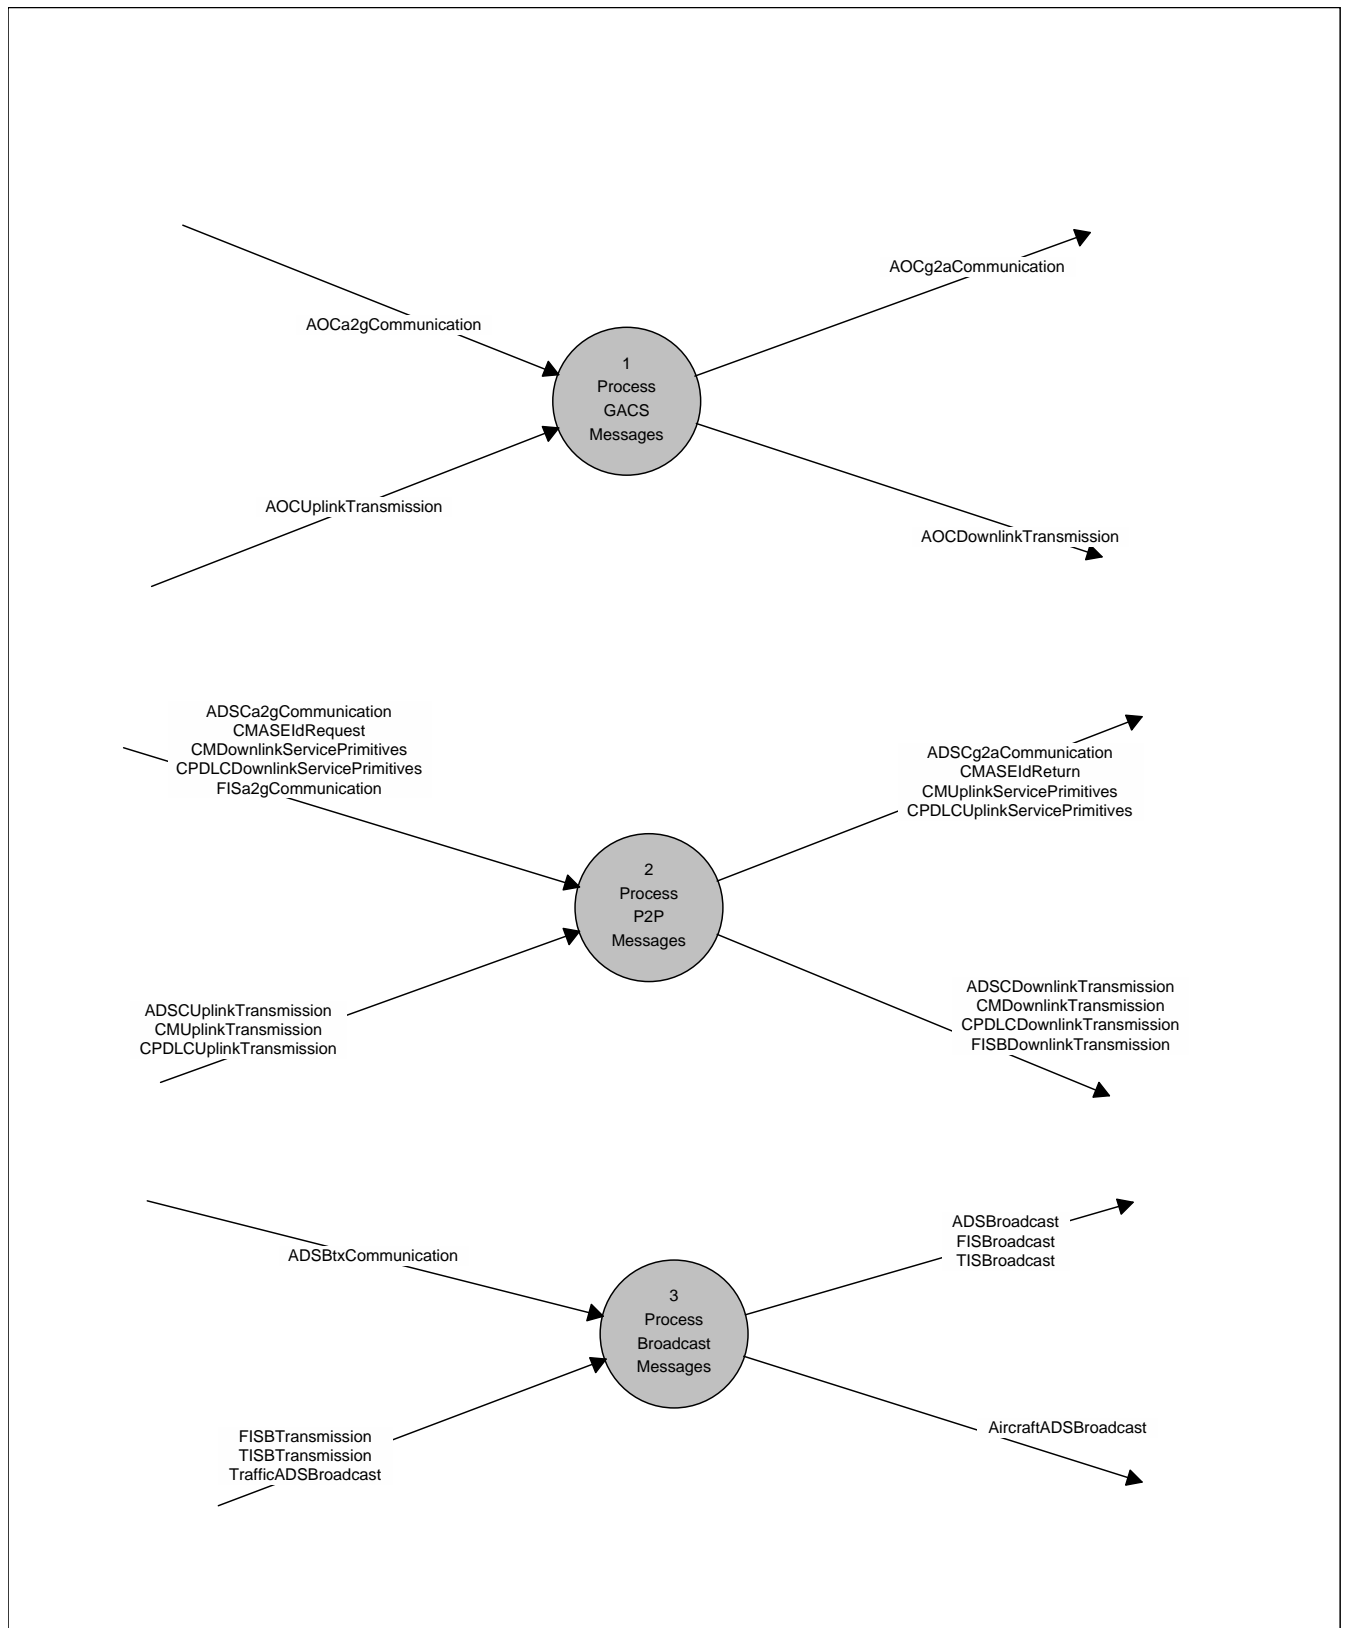 AOCg2aCommunication
AOCa2gCommunication
1
Process
GACS
Messages
AOCUplinkTransmission
AOCDownlinkTransmission
ADSCa2gCommunication
CMASEIdRequest
CMDownlinkServicePrimitives
CPDLCDownlinkServicePrimitives
FISa2gCommunication
ADSCg2aCommunication
CMASEIdReturn
CMUplinkServicePrimitives
CPDLCUplinkServicePrimitives
2
Process
P2P
Messages
ADSCUplinkTransmission
CMUplinkTransmission
CPDLCUplinkTransmission
ADSCDownlinkTransmission
CMDownlinkTransmission
CPDLCDownlinkTransmission
FISBDownlinkTransmission
ADSBtxCommunication
ADSBroadcast
FISBroadcast
TISBroadcast
3
Process
Broadcast
Messages
FISBTransmission
TISBTransmission
TrafficADSBroadcast
AircraftADSBroadcast